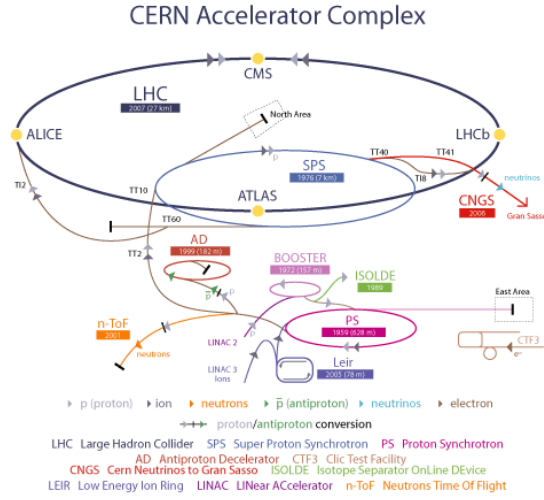 CERN Accelerator Complex
CMS
LHC
2007 (27 km)
North Area
ALICE
LHCb
TT40
TT41
SPS
1976 (7 km)
TI8
TI2
TT10
ATLAS
CNGS
2006
neutrinos
Gran Sasso
TT60
AD
1999 (182 m)
TT2
BOOSTER
1972 (157 m)
ISOLDE
1989
East Area
p
p
p̄
n-ToF
2001
neutrons
LINAC 2
p
PS
1959 (628 m)
CTF3
e
LINAC 3
Ions
Leir
2005 (78 m)
p (proton) ion neutrons p̄ (antiproton) neutrinos electron
proton/antiproton conversion
LHC Large Hadron Collider SPS Super Proton Synchrotron PS Proton Synchrotron
AD Antiproton Decelerator CTF3 Clic Test Facility
CNGS Cern Neutrinos to Gran Sasso ISOLDE Isotope Separator OnLine DEvice
LEIR Low Energy Ion Ring LINAC LINear ACcelerator n-ToF Neutrons Time Of Flight